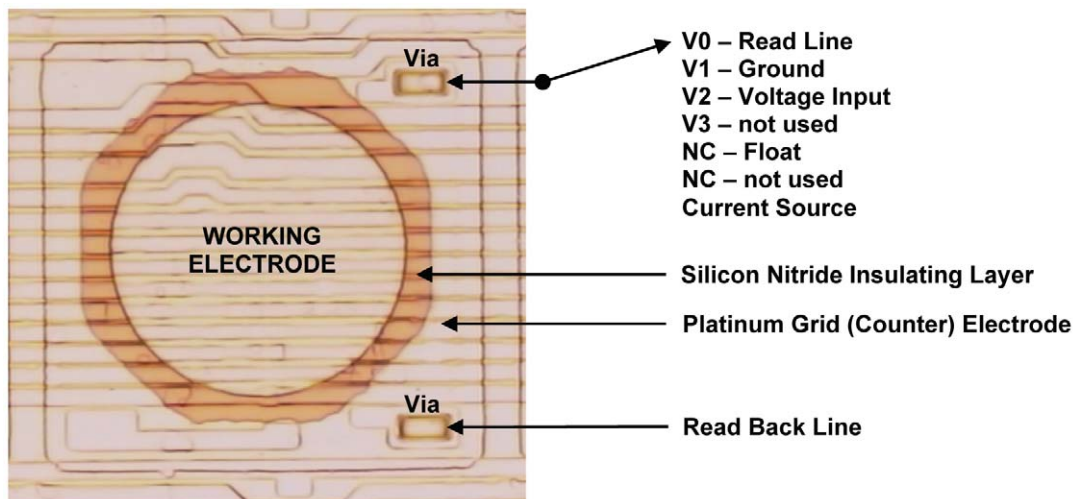 Via
V0 – Read Line
V1 – Ground
V2 – Voltage Input
V3 – not used
NC – Float
NC – not used
Current Source
WORKING
ELECTRODE
Silicon Nitride Insulating Layer
Platinum Grid (Counter) Electrode
Via
Read Back Line